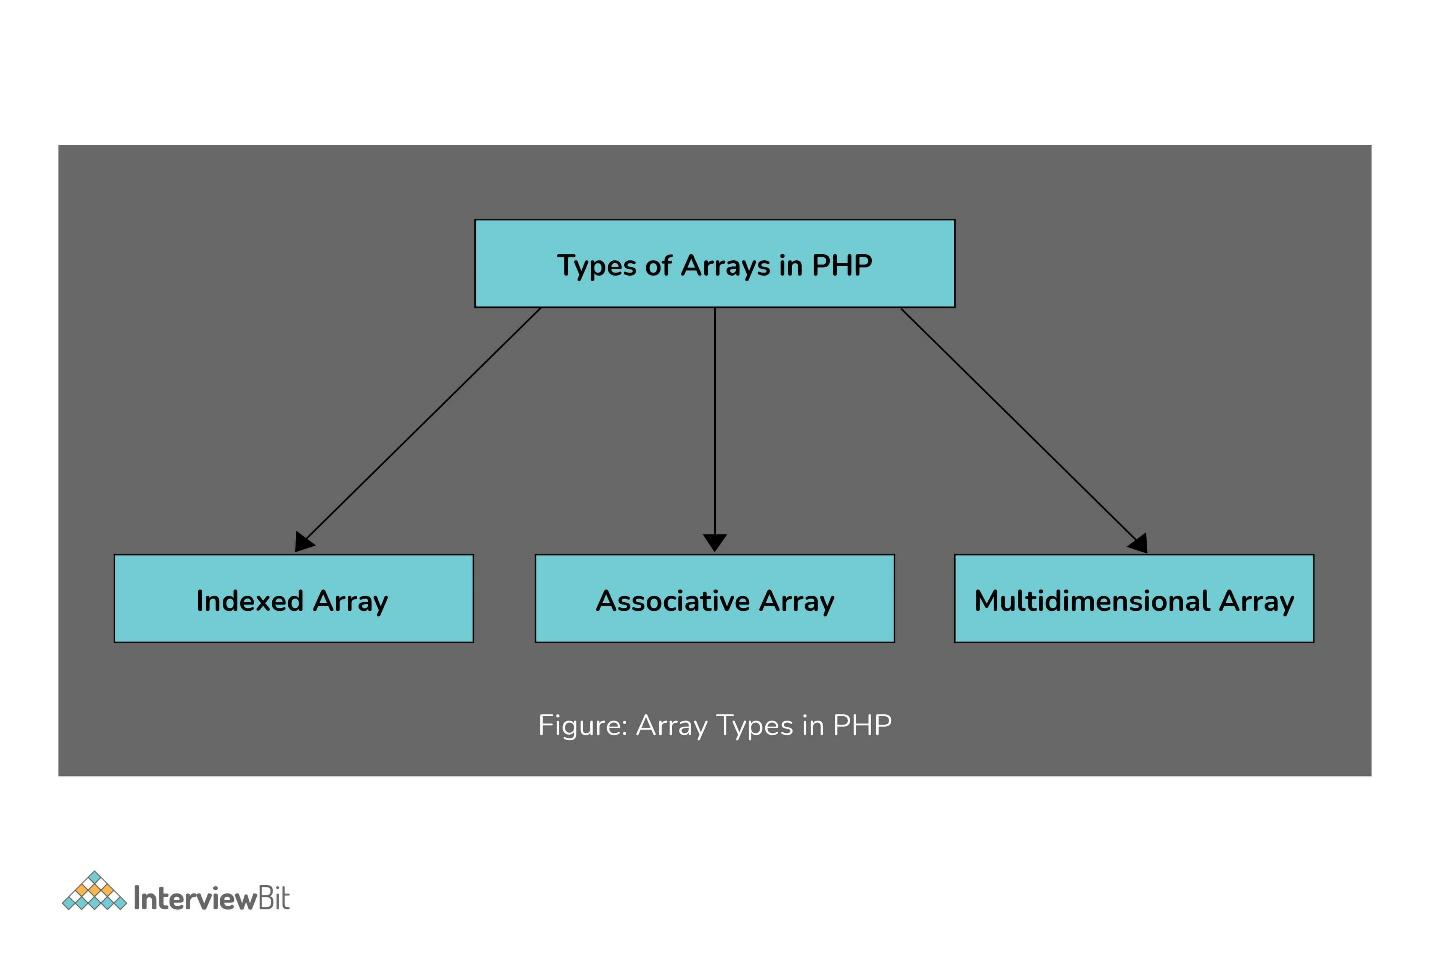 Types of Arrays in PHP
Indexed Array
Associative Array
Multidimensional Array
Figure: Array Types in PHP
InterviewBit